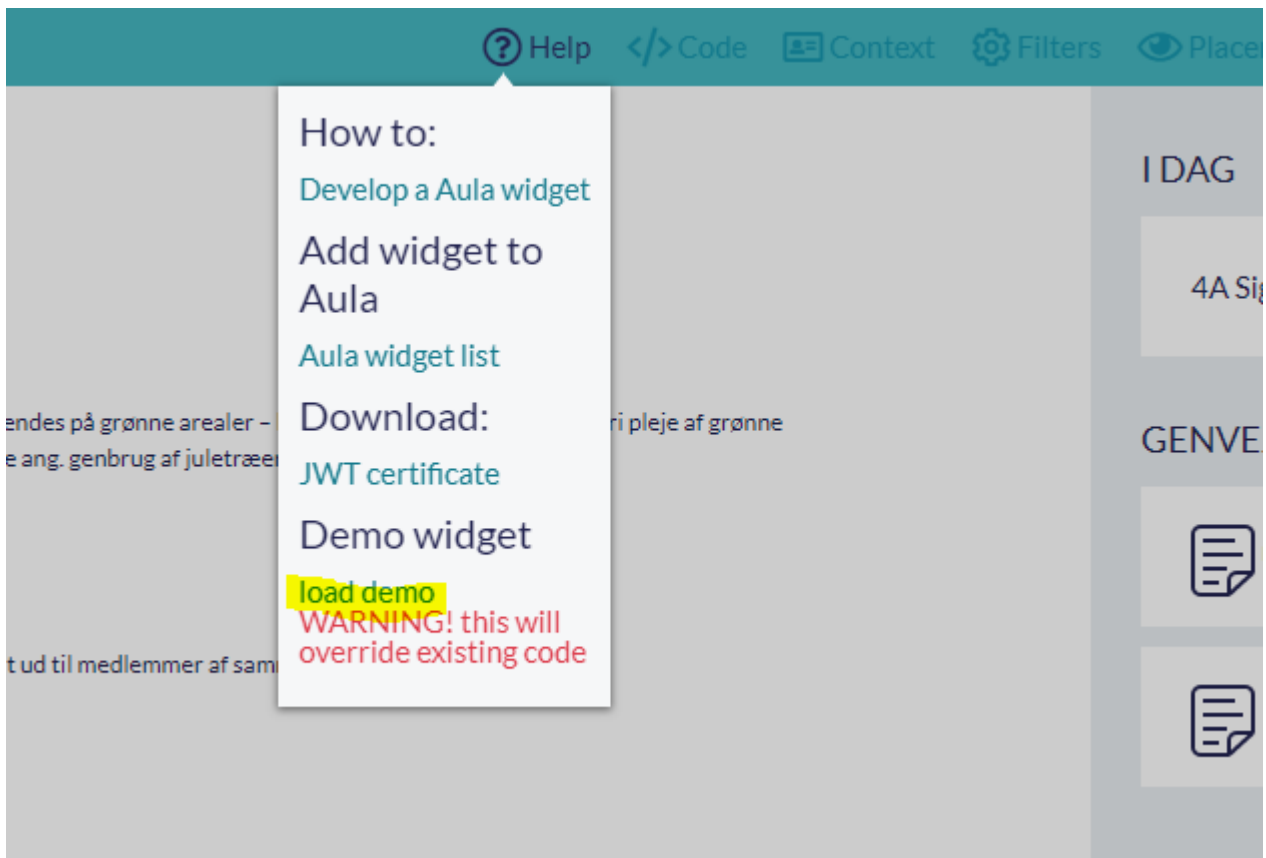 Help
Code
Context
Filters
How to:
Develop a Aula widget
Add widget to
Aula
Aula widget list
Download:
JWT certificate
Demo widget
load demo
WARNING! this will
override existing code
endes på grønne arealer –
ri pleje af grønne
e ang. genbrug af juletræer
t ud til medlemmer af sam
I DAG
4A